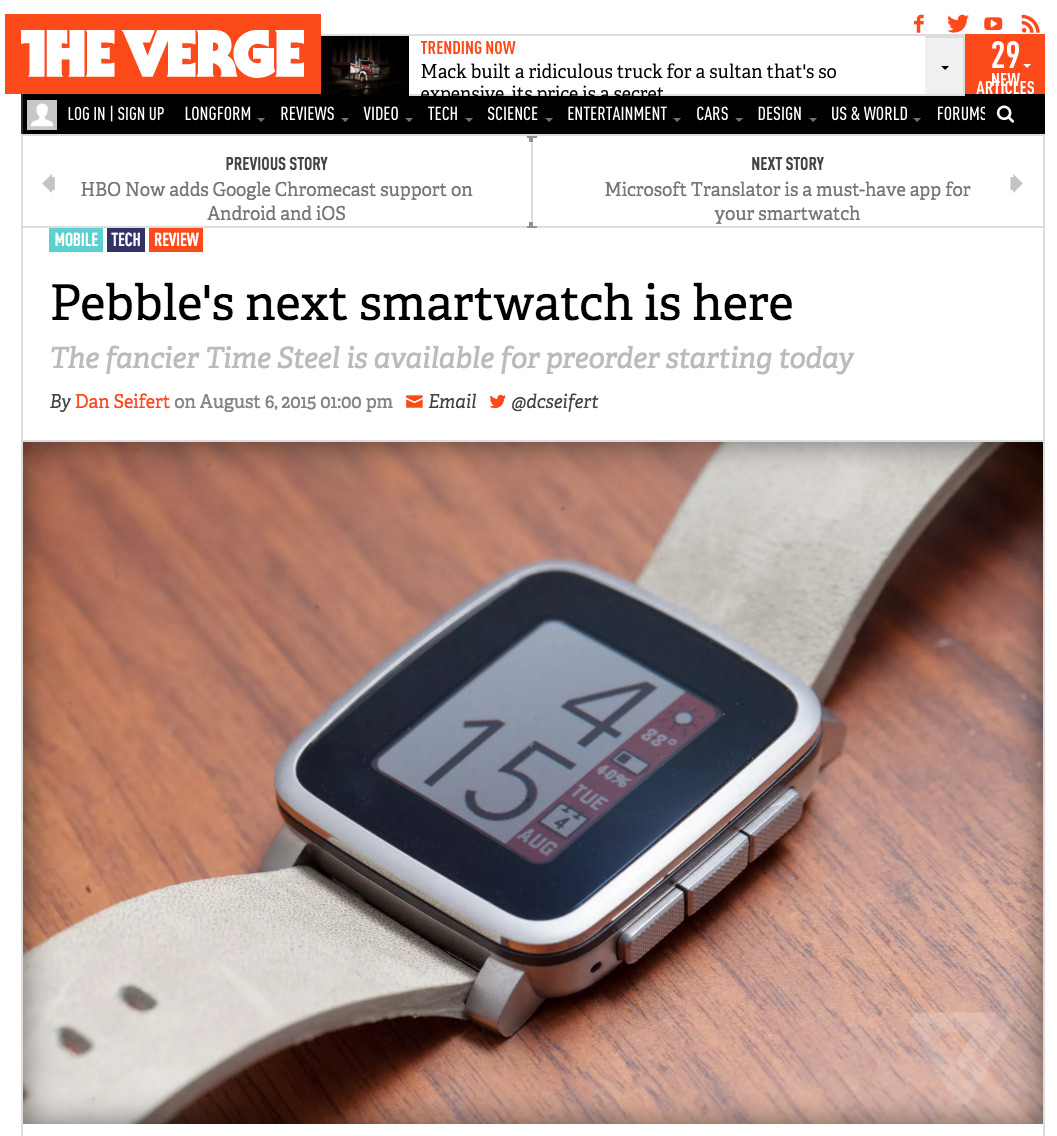 THE VERGE
TRENDING NOW
Mack built a ridiculous truck for a sultan that's so
expensive, its price is a secret
29
NEW
ARTICLES
LOG IN | SIGN UP LONGFORM REVIEWS VIDEO TECH SCIENCE ENTERTAINMENT CARS DESIGN US & WORLD FORUMS
PREVIOUS STORY
HBO Now adds Google Chromecast support on
Android and iOS
NEXT STORY
Microsoft Translator is a must-have app for
your smartwatch
MOBILE TECH REVIEW
Pebble's next smartwatch is here
The fancier Time Steel is available for preorder starting today
By Dan Seifert on August 6, 2015 01:00 pm Email @dcseifert
4
15
88°
40%
TUE
4
AUG